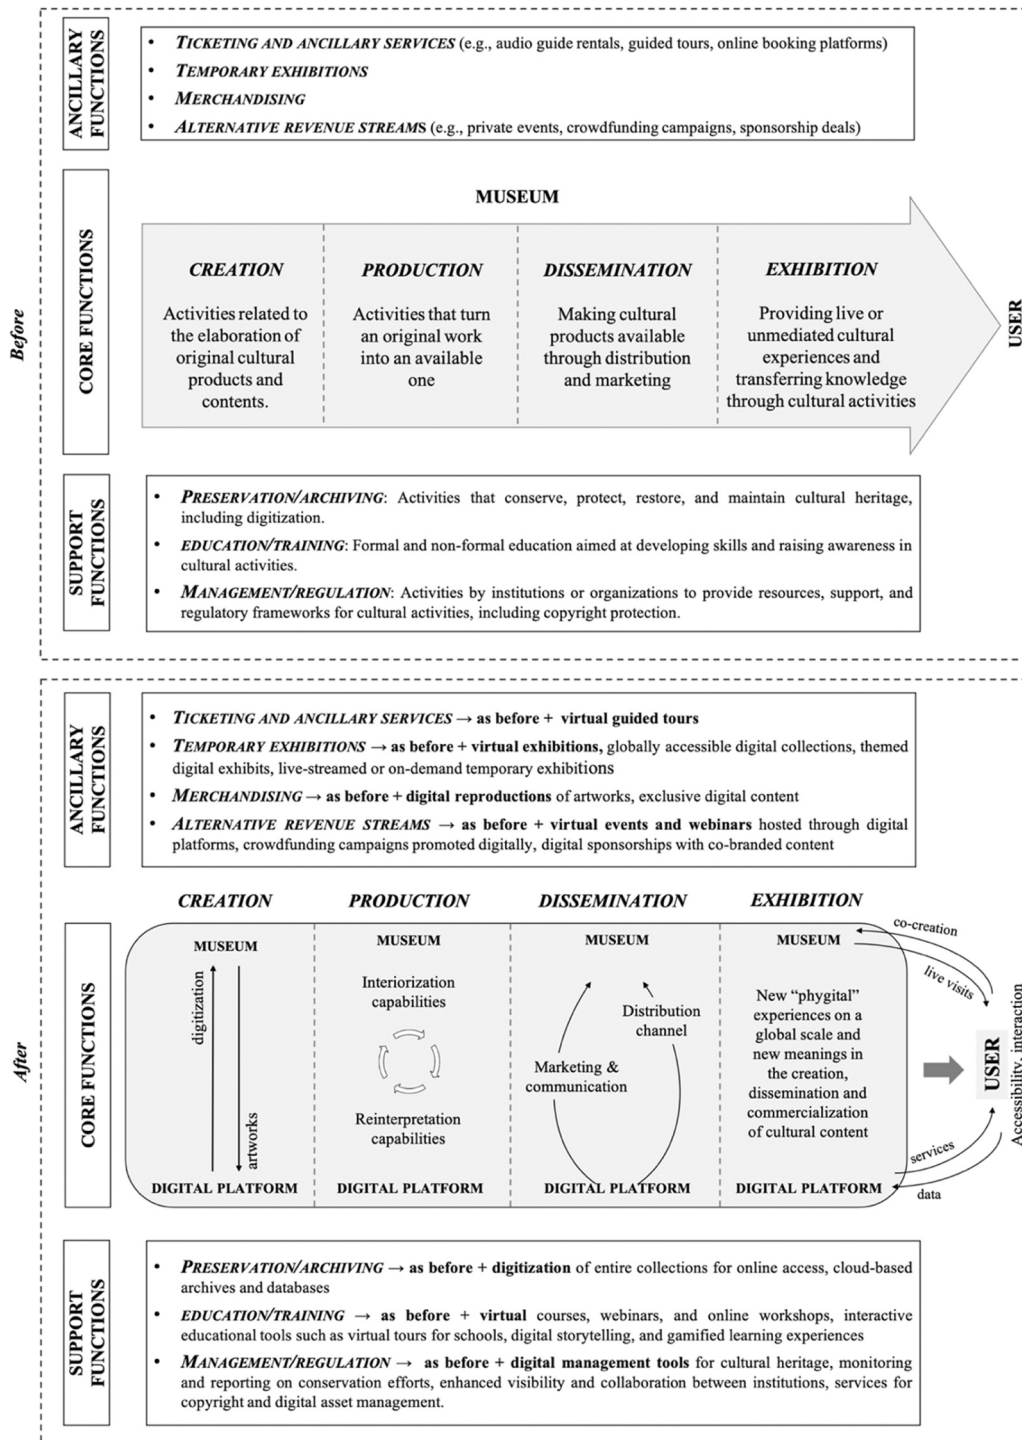 Before
ANCILLARY
FUNCTIONS
• TICKETING AND ANCILLARY SERVICES (e.g., audio guide rentals, guided tours, online booking platforms)
• TEMPORARY EXHIBITIONS
• MERCHANDISING
• ALTERNATIVE REVENUE STREAMS (e.g., private events, crowdfunding campaigns, sponsorship deals)
CORE FUNCTIONS
MUSEUM
CREATION
Activities related to
the elaboration of
original cultural
products and
contents.
PRODUCTION
Activities that turn
an original work
into an available
one
DISSEMINATION
Making cultural
products available
through distribution
and marketing
EXHIBITION
Providing live or
unmediated cultural
experiences and
transferring knowledge
through cultural activities
USER
SUPPORT
FUNCTIONS
• PRESERVATION/ARCHIVING: Activities that conserve, protect, restore, and maintain cultural heritage,
including digitization.
• EDUCATION/TRAINING: Formal and non-formal education aimed at developing skills and raising awareness in
cultural activities.
• MANAGEMENT/REGULATION: Activities by institutions or organizations to provide resources, support, and
regulatory frameworks for cultural activities, including copyright protection.
After
ANCILLARY
FUNCTIONS
• TICKETING AND ANCILLARY SERVICES → as before + virtual guided tours
• TEMPORARY EXHIBITIONS → as before + virtual exhibitions, globally accessible digital collections, themed
digital exhibits, live-streamed or on-demand temporary exhibitions
• MERCHANDISING → as before + digital reproductions of artworks, exclusive digital content
• ALTERNATIVE REVENUE STREAMS → as before + virtual events and webinars hosted through digital
platforms, crowdfunding campaigns promoted digitally, digital sponsorships with co-branded content
CORE FUNCTIONS
CREATION
MUSEUM
digitization
artworks
DIGITAL PLATFORM
PRODUCTION
MUSEUM
Interiorization
capabilities
Reinterpretation
capabilities
DIGITAL PLATFORM
DISSEMINATION
MUSEUM
Distribution
channel
Marketing &
communication
DIGITAL PLATFORM
EXHIBITION
MUSEUM
New “phygital”
experiences on a
global scale and
new meanings in
the creation,
dissemination and
commercialization
of cultural content
DIGITAL PLATFORM
co-creation
live visits
USER
Accessibility, interaction
services
data
SUPPORT
FUNCTIONS
• PRESERVATION/ARCHIVING → as before + digitization of entire collections for online access, cloud-based
archives and databases
• EDUCATION/TRAINING → as before + virtual courses, webinars, and online workshops, interactive
educational tools such as virtual tours for schools, digital storytelling, and gamified learning experiences
• MANAGEMENT/REGULATION → as before + digital management tools for cultural heritage, monitoring
and reporting on conservation efforts, enhanced visibility and collaboration between institutions, services for
copyright and digital asset management.